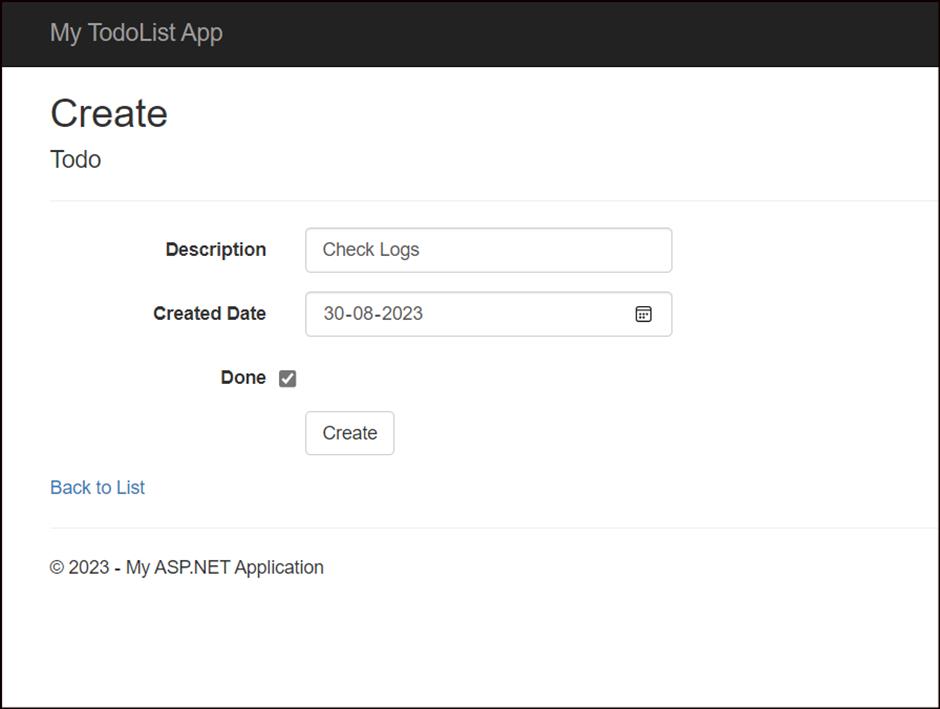 My TodoList App
Create
Todo
Description Check Logs
Created Date 30-08-2023
Done
Create
Back to List
© 2023 - My ASP.NET Application